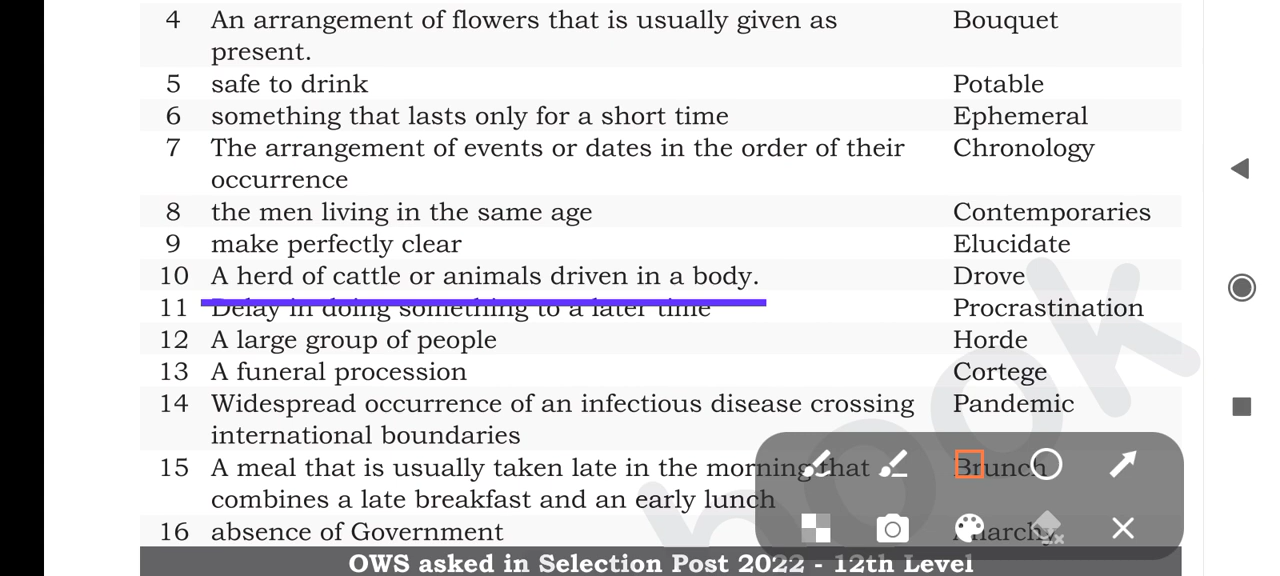 4 An arrangement of flowers that is usually given as Bouquet
present.
5 safe to drink Potable
6 something that lasts only for a short time Ephemeral
7 The arrangement of events or dates in the order of their Chronology
occurrence
8 the men living in the same age Contemporaries
9 make perfectly clear Elucidate
10 A herd of cattle or animals driven in a body. Drove
11 Delay in doing something to a later time Procrastination
12 A large group of people Horde
13 A funeral procession Cortege
14 Widespread occurrence of an infectious disease crossing Pandemic
international boundaries
15 A meal that is usually taken late in the morning that Brunch
combines a late breakfast and an early lunch
16 absence of Government Anarchy
OWS asked in Selection Post 2022 - 12th Level